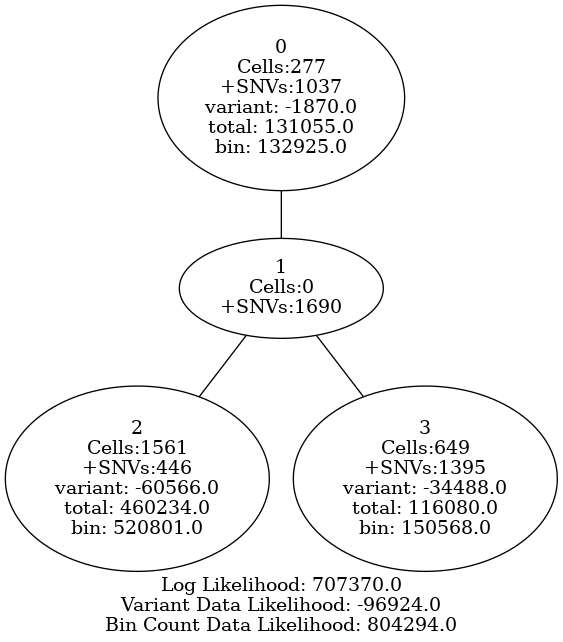 0
Cells:277
+SNVs:1037
variant: -1870.0
total: 131055.0
bin: 132925.0
1
Cells:0
+SNVs:1690
2
Cells:1561
+SNVs:446
variant: -60566.0
total: 460234.0
bin: 520801.0
3
Cells:649
+SNVs:1395
variant: -34488.0
total: 116080.0
bin: 150568.0
Log Likelihood: 707370.0
Variant Data Likelihood: -96924.0
Bin Count Data Likelihood: 804294.0